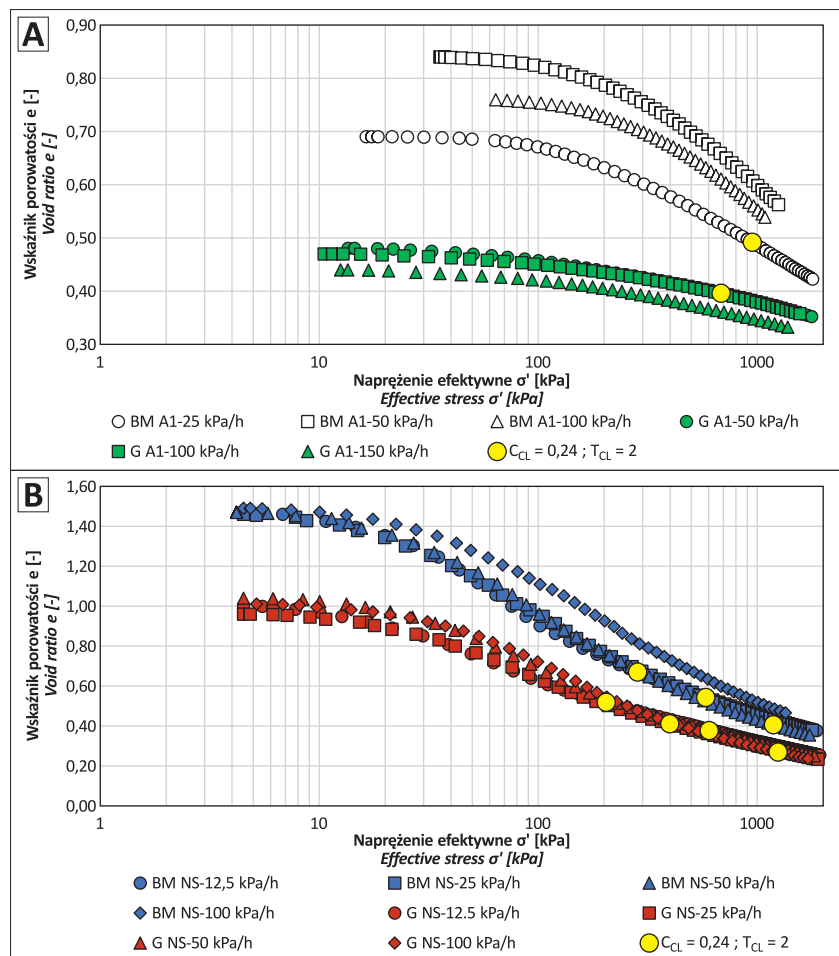 A
0,90
0,80
0,70
0,60
0,50
0,40
0,30
Wskaźnik porowatości e [-]
Void ratio e [-]
1
10
100
1000
Naprężenie efektywne σ' [kPa]
Effective stress σ' [kPa]
BM A1-25 kPa/h
BM A1-50 kPa/h
BM A1-100 kPa/h
G A1-50 kPa/h
G A1-100 kPa/h
G A1-150 kPa/h
C_CL = 0,24 ; T_CL = 2
B
1,60
1,40
1,20
1,00
0,80
0,60
0,40
0,20
0,00
Wskaźnik porowatości e [-]
Void ratio e [-]
1
10
100
1000
Naprężenie efektywne σ' [kPa]
Effective stress σ' [kPa]
BM NS-12,5 kPa/h
BM NS-25 kPa/h
BM NS-50 kPa/h
BM NS-100 kPa/h
G NS-12.5 kPa/h
G NS-25 kPa/h
G NS-50 kPa/h
G NS-100 kPa/h
C_CL = 0,24 ; T_CL = 2